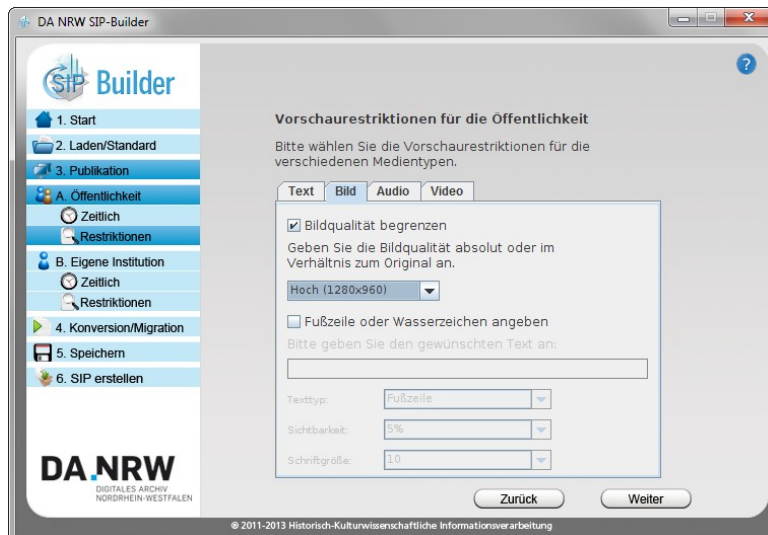 DA NRW SIP-Builder
SIP Builder
1. Start
2. Laden/Standard
3. Publikation
A. Öffentlichkeit
Zeitlich
Restriktionen
B. Eigene Institution
Zeitlich
Restriktionen
4. Konversion/Migration
5. Speichern
6. SIP erstellen
DA.NRW
DIGITALES ARCHIV
NORDRHEIN-WESTFALEN
?
Vorschaurestriktionen für die Öffentlichkeit
Bitte wählen Sie die Vorschaurestriktionen für die
verschiedenen Medientypen.
Text Bild Audio Video
Bildqualität begrenzen
Geben Sie die Bildqualität absolut oder im
Verhältnis zum Original an.
Hoch (1280x960)
Fußzeile oder Wasserzeichen angeben
Bitte geben Sie den gewünschten Text an:
Texttyp: Fußzeile
Sichtbarkeit: 5%
Schriftgröße: 10
Zurück Weiter
© 2011-2013 Historisch-Kulturwissenschaftliche Informationsverarbeitung